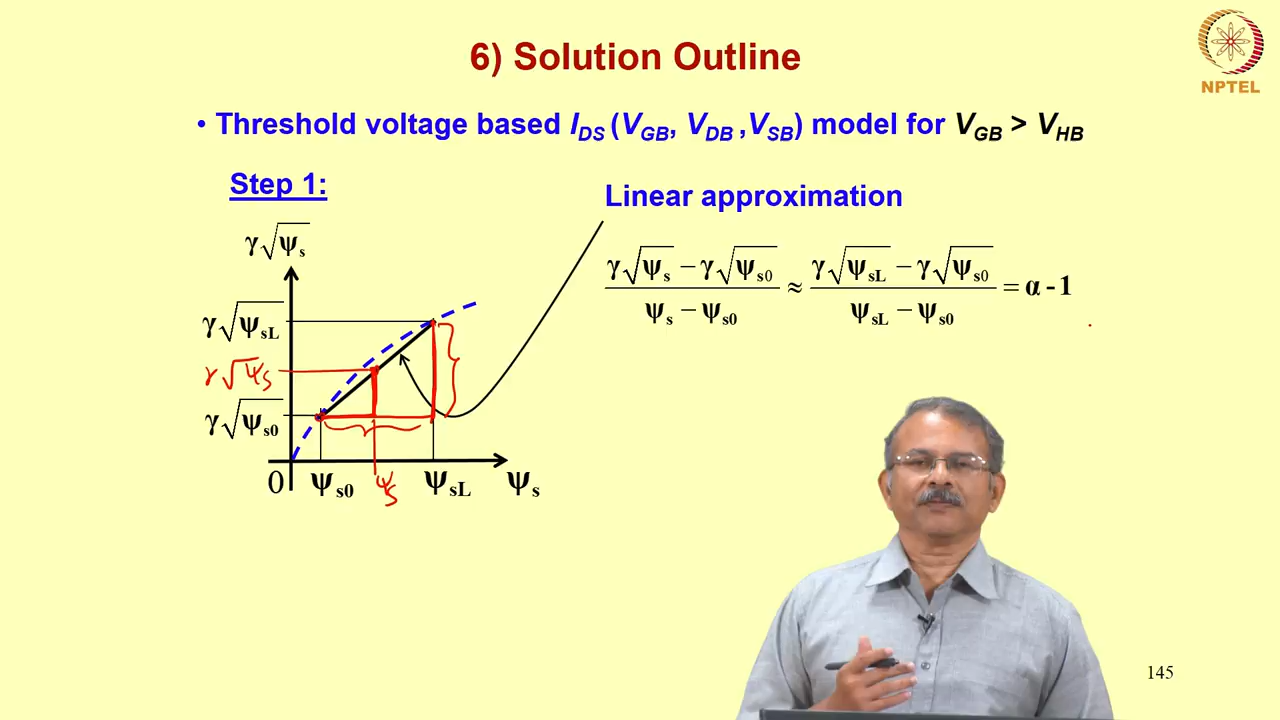 6) Solution Outline
NPTEL
• Threshold voltage based I_DS (V_GB, V_DB ,V_SB) model for V_GB > V_HB
Step 1:
Linear approximation
γ√ψ_s
(γ√ψ_s − γ√ψ_s0) / (ψ_s − ψ_s0) ≈ (γ√ψ_sL − γ√ψ_s0) / (ψ_sL − ψ_s0) = α - 1
γ√ψ_sL
γ√ψ_s
γ√ψ_s0
0 ψ_s0 ψ_s ψ_sL ψ_s
145